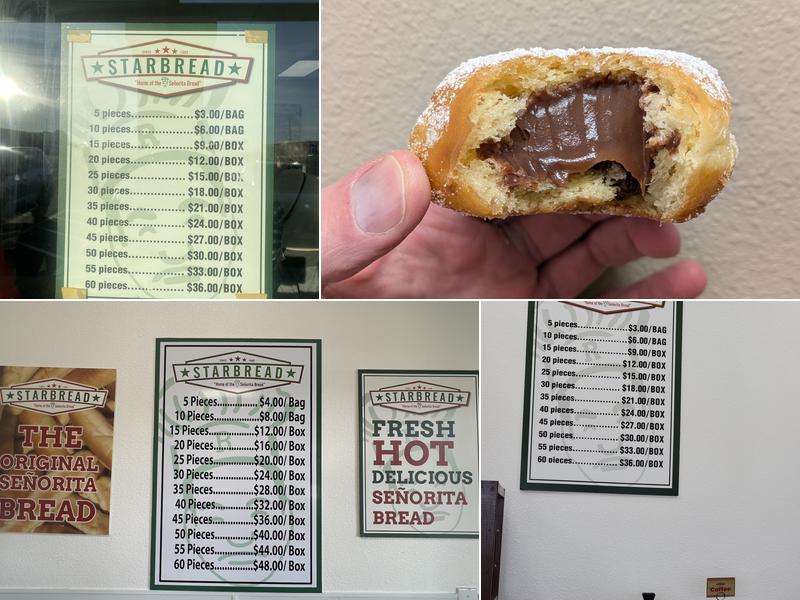 SINCE 1988
STARBREAD
"Home of the Señorita Bread"
5 pieces......................$3.00/BAG
10 pieces......................$6.00/BAG
15 pieces......................$9.00/BOX
20 pieces......................$12.00/BOX
25 pieces......................$15.00/BOX
30 pieces......................$18.00/BOX
35 pieces......................$21.00/BOX
40 pieces......................$24.00/BOX
45 pieces......................$27.00/BOX
50 pieces......................$30.00/BOX
55 pieces......................$33.00/BOX
60 pieces......................$36.00/BOX
STARBREAD
"Home of the Señorita Bread"
THE
ORIGINAL
SEÑORITA
BREAD
STARBREAD
"Home of the Señorita Bread"
5 Pieces.............$4.00/Bag
10 Pieces.............$8.00/Bag
15 Pieces.............$12.00/Box
20 Pieces.............$16.00/Box
25 Pieces.............$20.00/Box
30 Pieces.............$24.00/Box
35 Pieces.............$28.00/Box
40 Pieces.............$32.00/Box
45 Pieces.............$36.00/Box
50 Pieces.............$40.00/Box
55 Pieces.............$44.00/Box
60 Pieces.............$48.00/Box
STARBREAD
"Home of the Señorita Bread"
FRESH
HOT
DELICIOUS
SEÑORITA
BREAD
"Home of the Señorita Bread"
5 pieces......................$3.00/BAG
10 pieces......................$6.00/BAG
15 pieces......................$9.00/BOX
20 pieces......................$12.00/BOX
25 pieces......................$15.00/BOX
30 pieces......................$18.00/BOX
35 pieces......................$21.00/BOX
40 pieces......................$24.00/BOX
45 pieces......................$27.00/BOX
50 pieces......................$30.00/BOX
55 pieces......................$33.00/BOX
60 pieces......................$36.00/BOX
Coffee